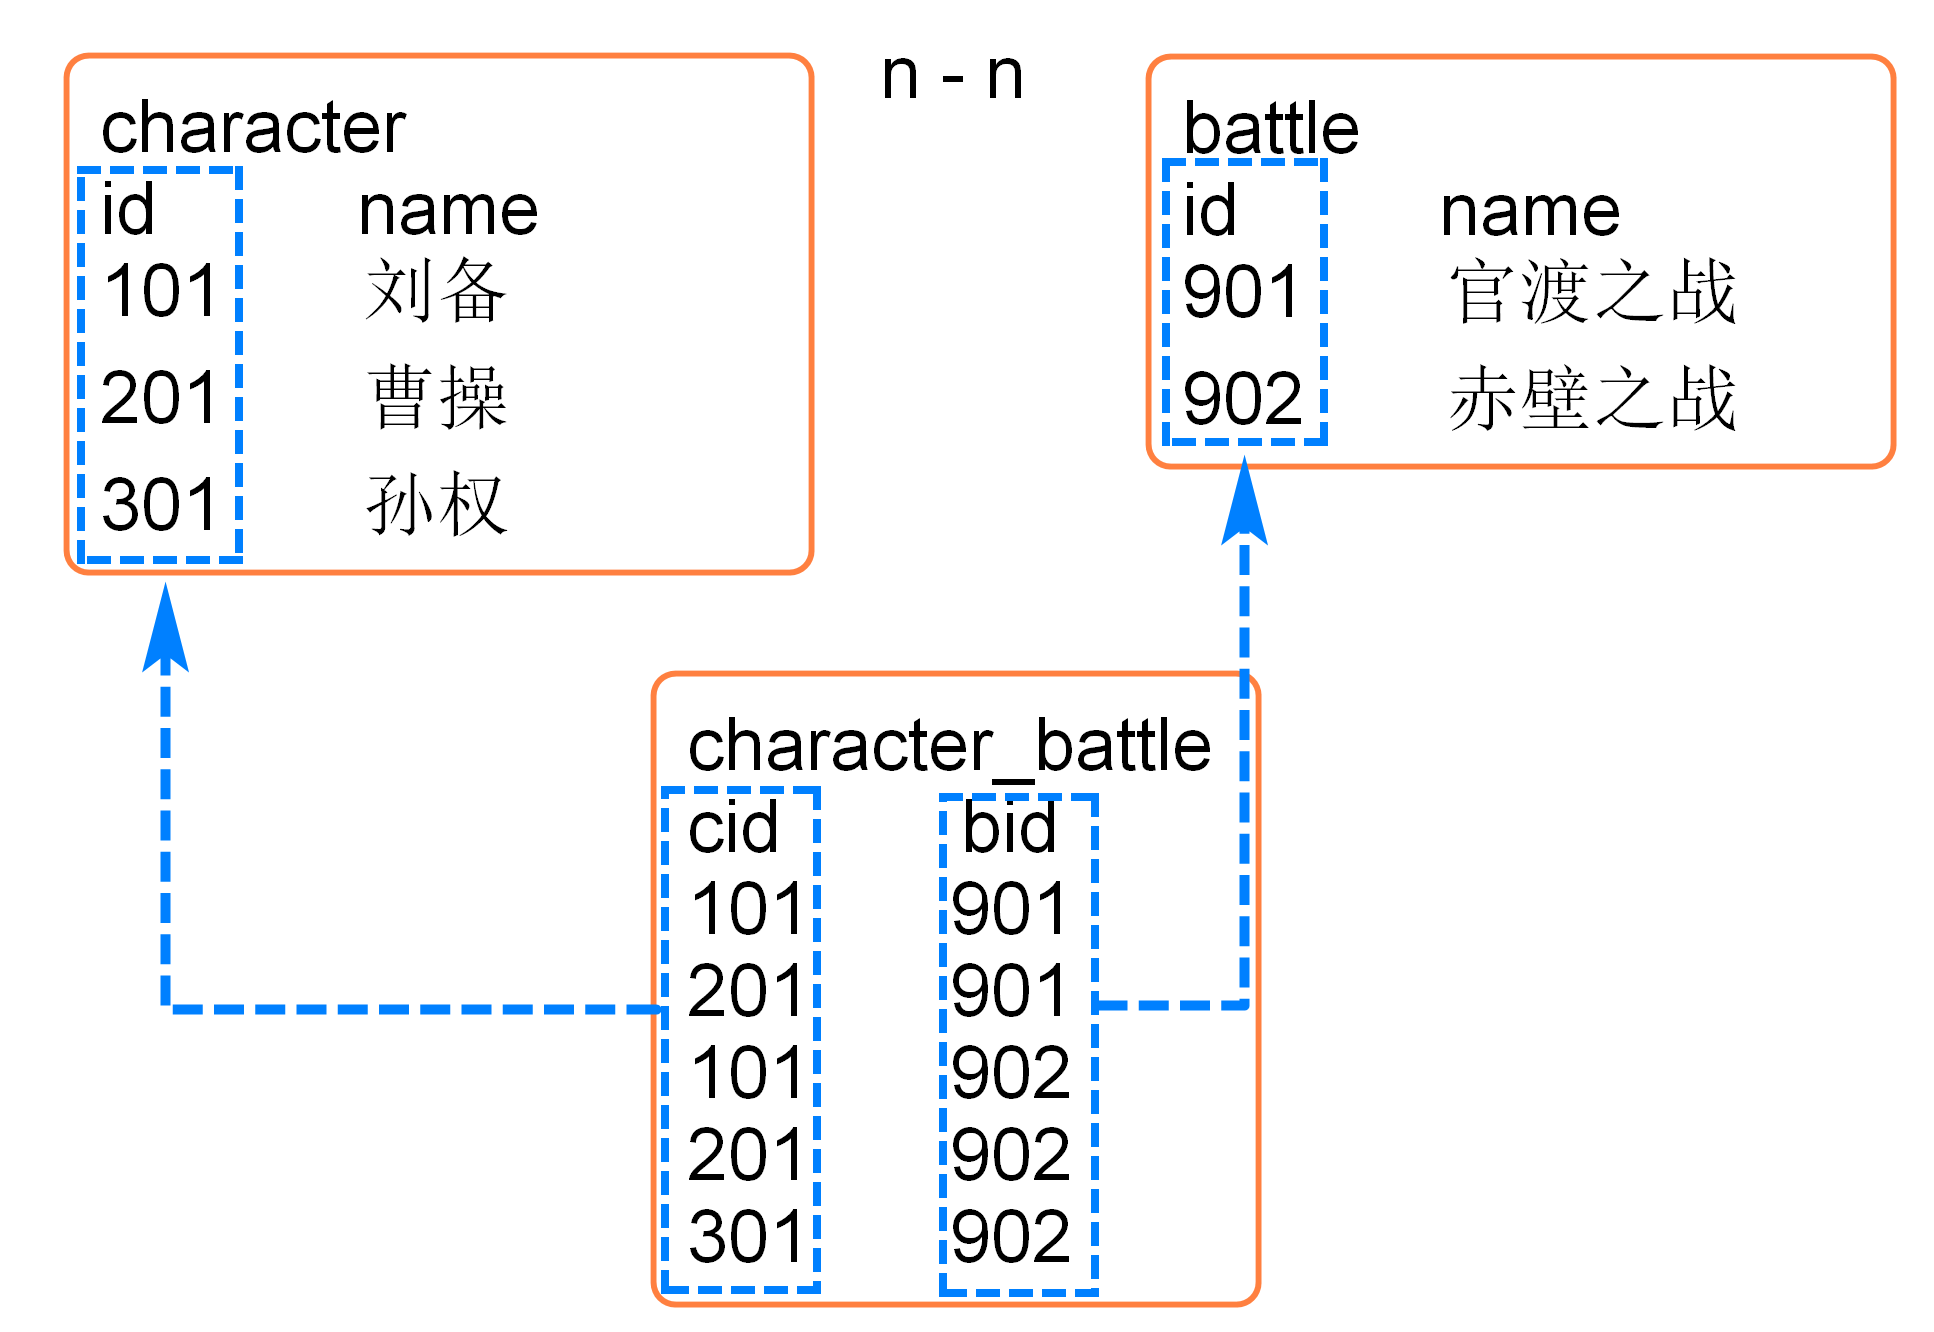 n - n
character
id name
101 刘备
201 曹操
301 孙权
battle
id name
901 官渡之战
902 赤壁之战
character_battle
cid bid
101 901
201 901
101 902
201 902
301 902